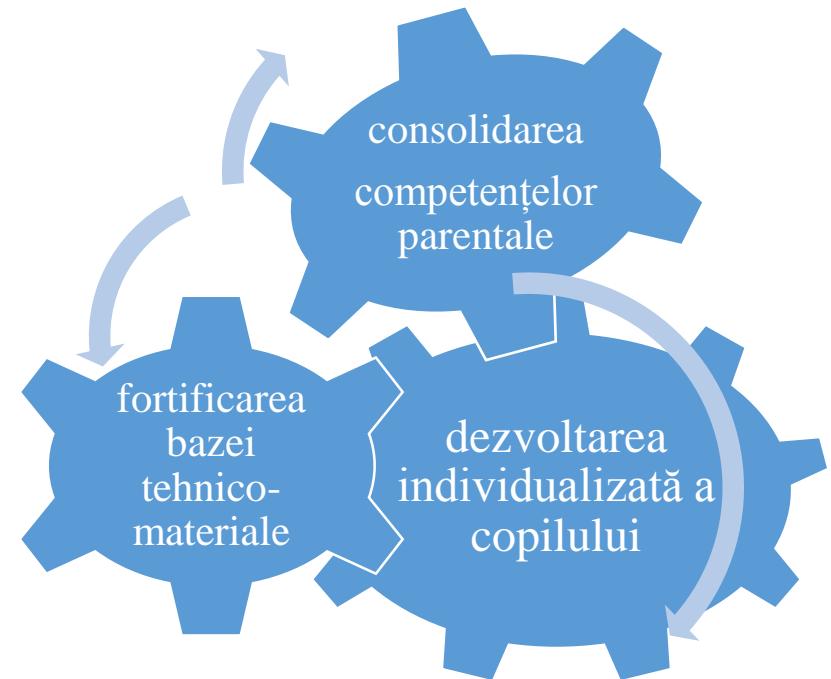 consolidarea
competențelor
parentale
fortificarea
bazei
tehnico-
materiale
dezvoltarea
individualizată a
copilului